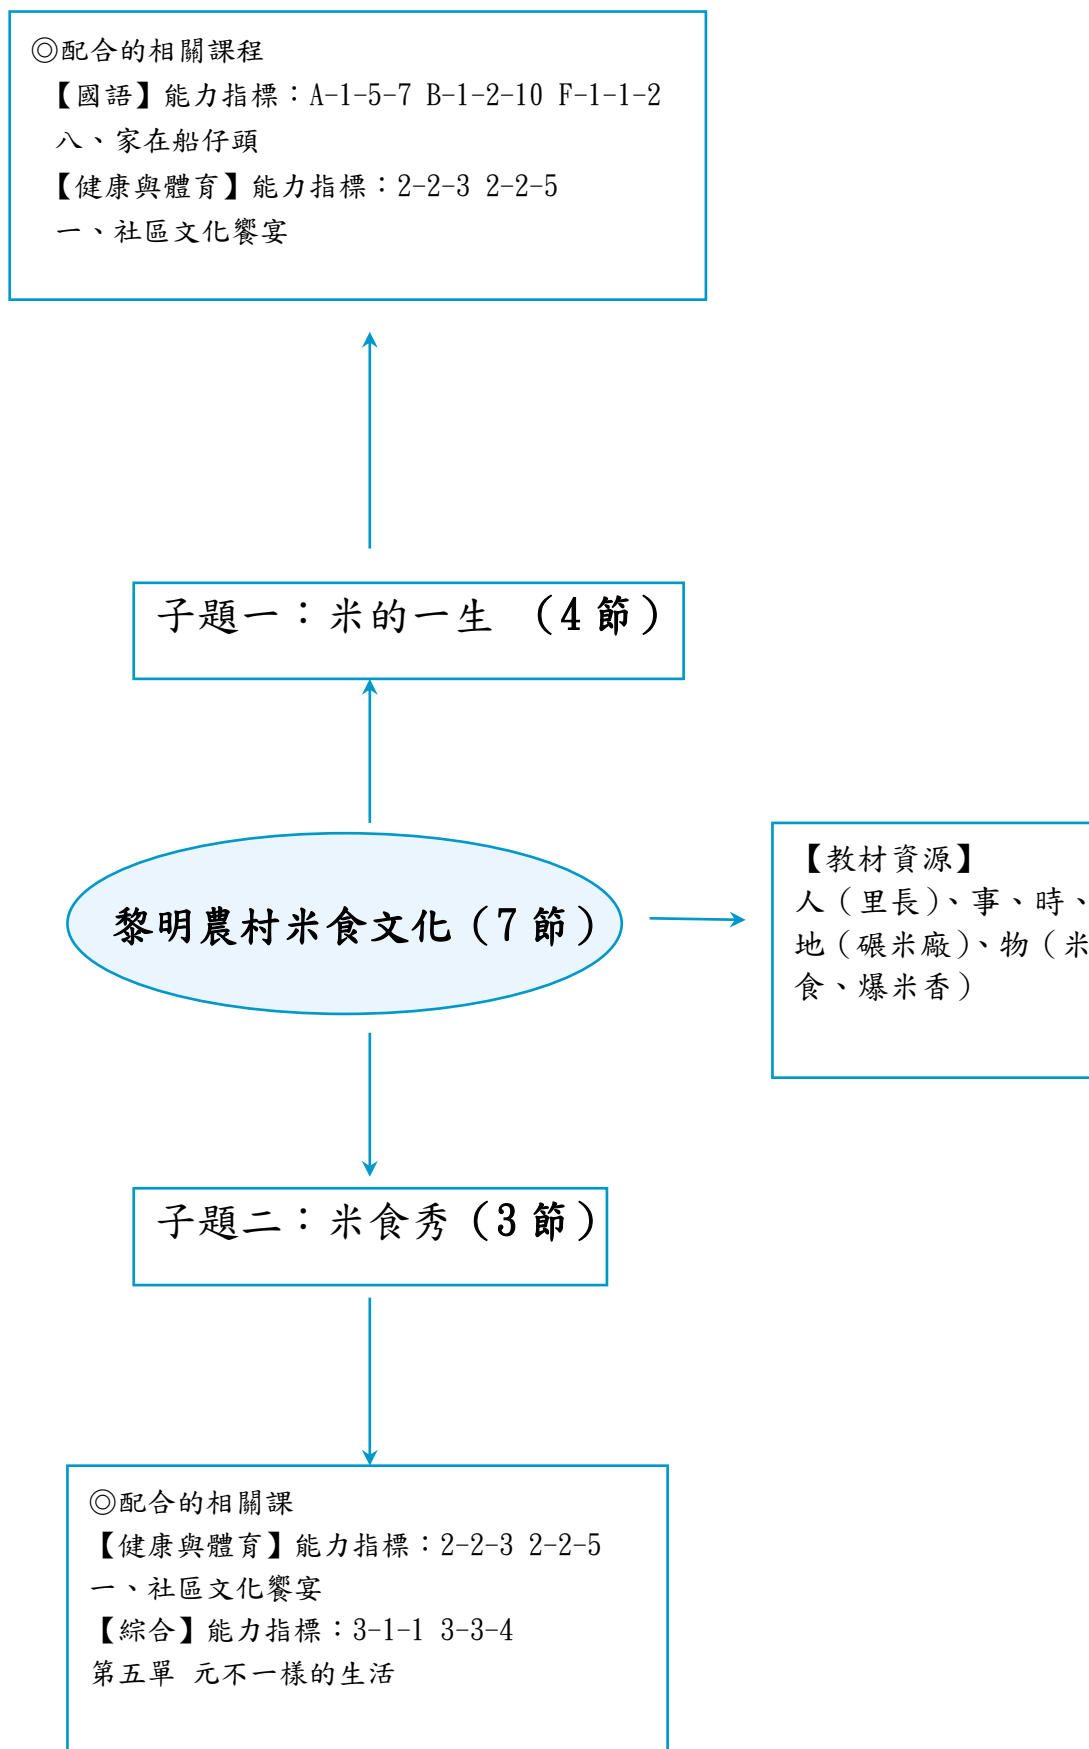 ◎配合的相關課程
【國語】能力指標：A-1-5-7 B-1-2-10 F-1-1-2
八、家在船仔頭
【健康與體育】能力指標：2-2-3 2-2-5
一、社區文化饗宴
子題一：米的一生 （4 節）
黎明農村米食文化（7 節）
【教材資源】
人（里長）、事、時、
地（碾米廠）、物（米
食、爆米香）
子題二：米食秀（3 節）
◎配合的相關課
【健康與體育】能力指標：2-2-3 2-2-5
一、社區文化饗宴
【綜合】能力指標：3-1-1 3-3-4
第五單 元不一樣的生活